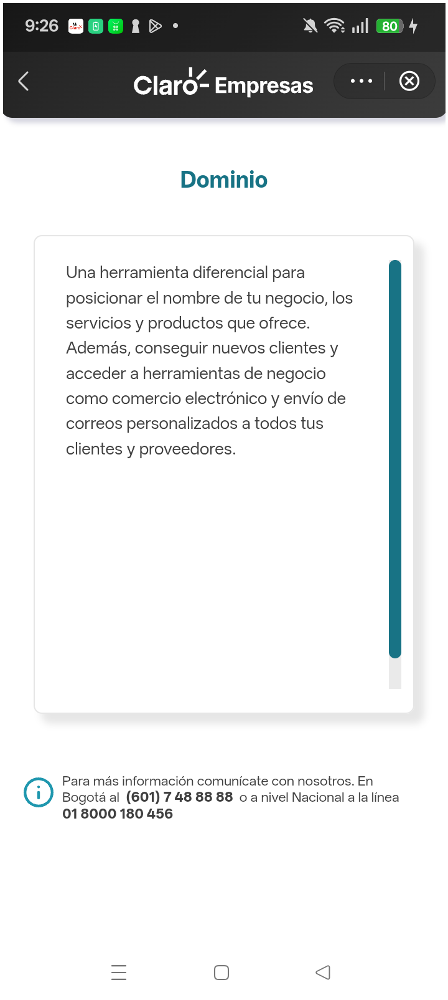 9:26
Mi
Claro
80
Claro Empresas
Dominio
Una herramienta diferencial para
posicionar el nombre de tu negocio, los
servicios y productos que ofrece.
Además, conseguir nuevos clientes y
acceder a herramientas de negocio
como comercio electrónico y envío de
correos personalizados a todos tus
clientes y proveedores.
Para más información comunícate con nosotros. En
Bogotá al (601) 7 48 88 88 o a nivel Nacional a la línea
01 8000 180 456